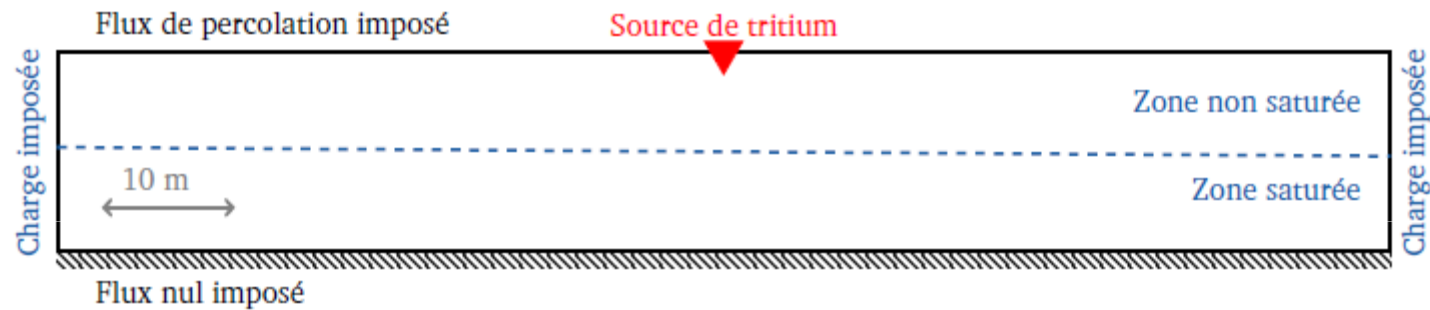 Flux de percolation imposé
Source de tritium
Charge imposée
Zone non saturée
Charge imposée
10 m
Zone saturée
Flux nul imposé